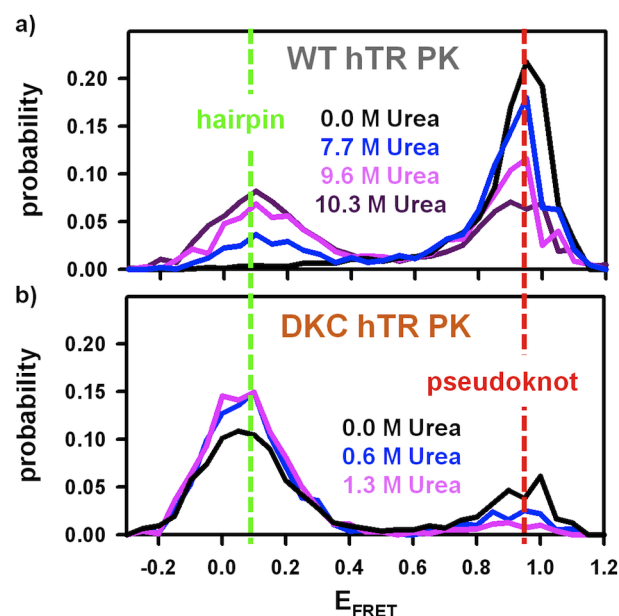 a)
WT hTR PK
hairpin
0.0 M Urea
7.7 M Urea
9.6 M Urea
10.3 M Urea
probability
0.20
0.15
0.10
0.05
0.00
b)
DKC hTR PK
pseudoknot
0.0 M Urea
0.6 M Urea
1.3 M Urea
probability
0.20
0.15
0.10
0.05
0.00
-0.2 0.0 0.2 0.4 0.6 0.8 1.0 1.2
E_FRET